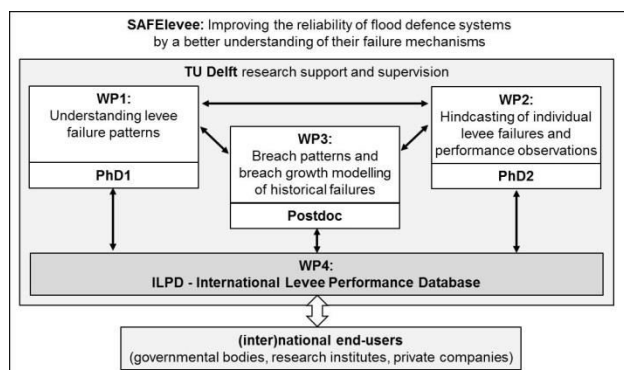 SAFElevee: Improving the reliability of flood defence systems
by a better understanding of their failure mechanisms
TU Delft research support and supervision
WP1:
Understanding levee
failure patterns
PhD1
WP3:
Breach patterns and
breach growth modelling
of historical failures
Postdoc
WP2:
Hindcasting of individual
levee failures and
performance observations
PhD2
WP4:
ILPD - International Levee Performance Database
(inter)national end-users
(governmental bodies, research institutes, private companies)